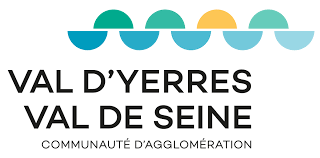 VAL D'YERRES
VAL DE SEINE
COMMUNAUTÉ D'AGGLOMÉRATION